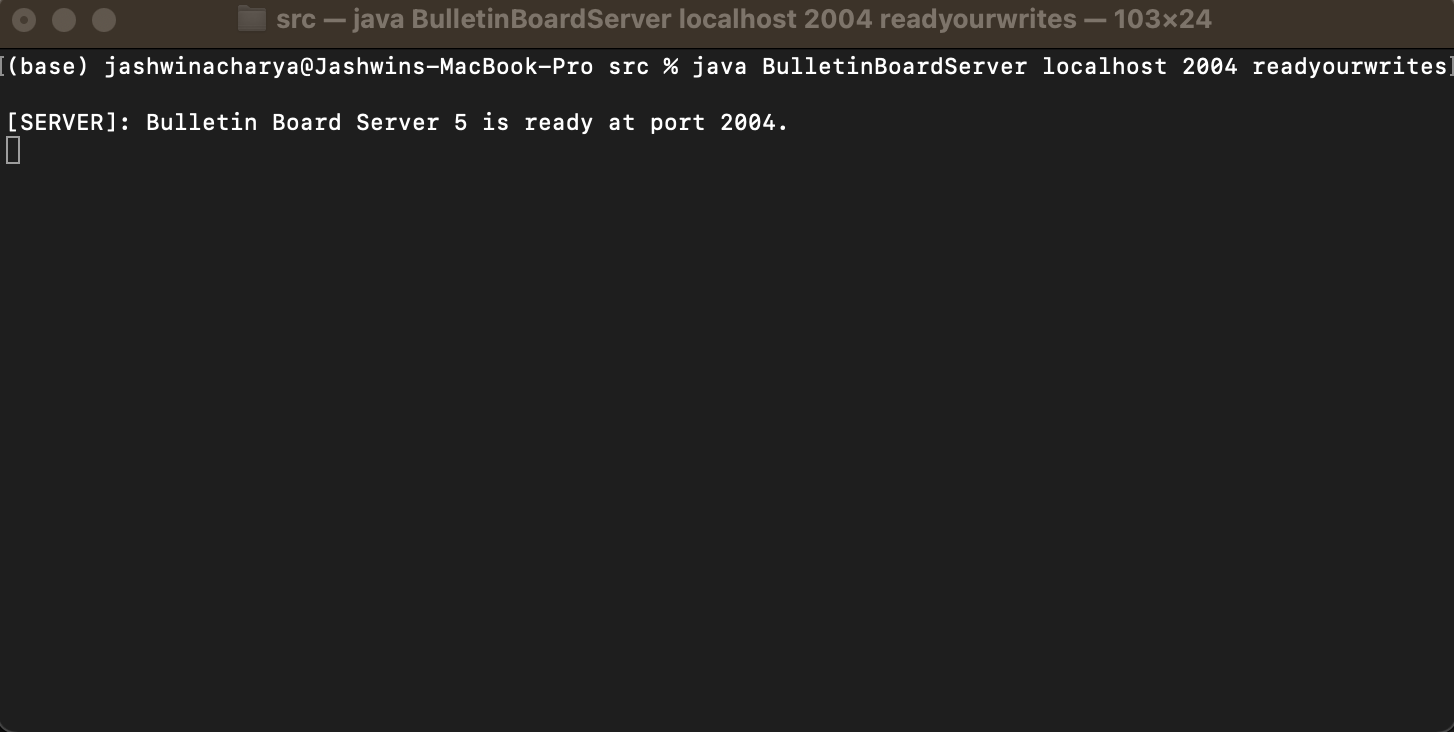 src — java BulletinBoardServer localhost 2004 readyourwrites — 103×24
[(base) jashwinacharya@Jashwins-MacBook-Pro src % java BulletinBoardServer localhost 2004 readyourwrites]
[SERVER]: Bulletin Board Server 5 is ready at port 2004.